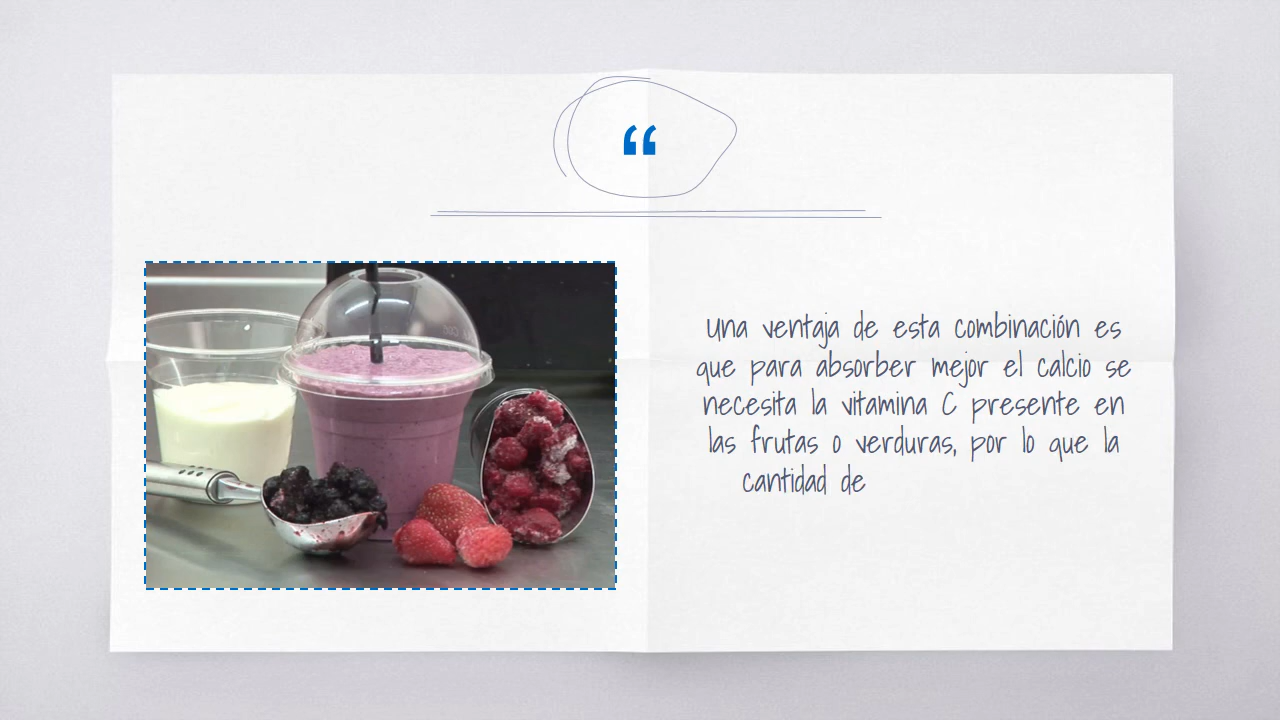 “
Una ventaja de esta combinación es
que para absorber mejor el calcio se
necesita la vitamina C presente en
las frutas o verduras, por lo que la
cantidad de